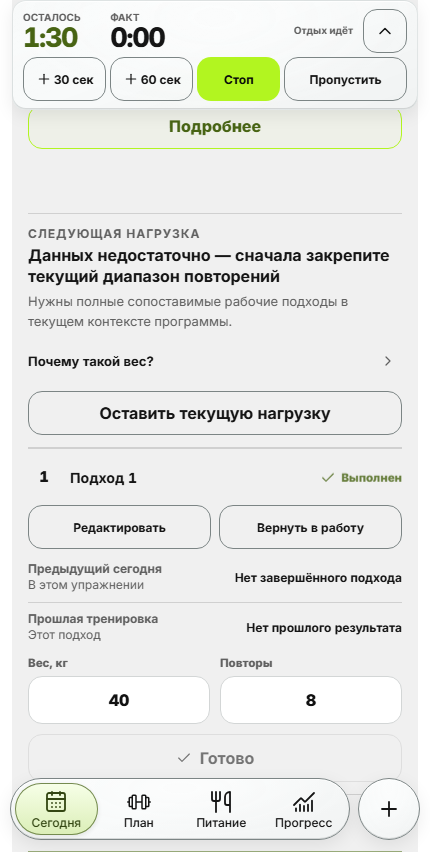 ОСТАЛОСЬ
1:30
ФАКТ
0:00
Отдых идёт
+ 30 сек
+ 60 сек
Стоп
Пропустить
Подробнее
СЛЕДУЮЩАЯ НАГРУЗКА
Данных недостаточно — сначала закрепите
текущий диапазон повторений
Нужны полные сопоставимые рабочие подходы в
текущем контексте программы.
Почему такой вес?
Оставить текущую нагрузку
1 Подход 1
Выполнен
Редактировать
Вернуть в работу
Предыдущий сегодня
В этом упражнении
Нет завершённого подхода
Прошлая тренировка
Этот подход
Нет прошлого результата
Вес, кг
Повторы
40
8
Готово
Сегодня
План
Питание
Прогресс